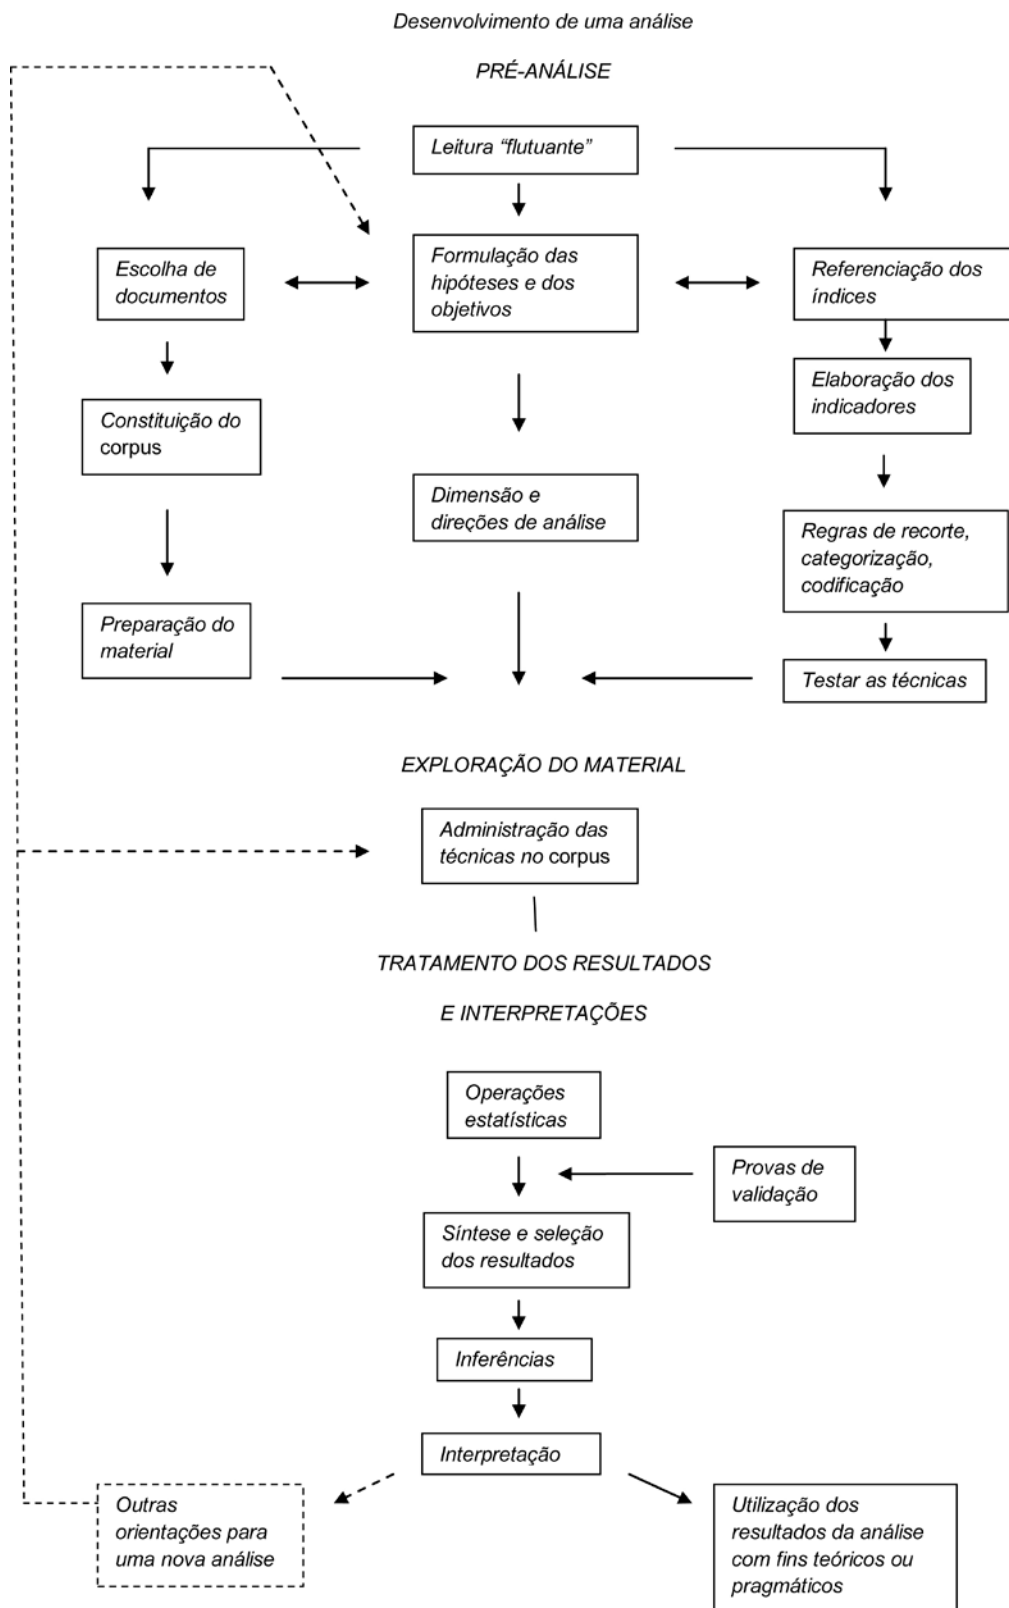 Desenvolvimento de uma análise
PRÉ-ANÁLISE
Leitura “flutuante”
Escolha de
documentos
Formulação das
hipóteses e dos
objetivos
Referenciação dos
índices
Constituição do
corpus
Elaboração dos
indicadores
Dimensão e
direções de análise
Regras de recorte,
categorização,
codificação
Preparação do
material
Testar as técnicas
EXPLORAÇÃO DO MATERIAL
Administração das
técnicas no corpus
TRATAMENTO DOS RESULTADOS
E INTERPRETAÇÕES
Operações
estatísticas
Provas de
validação
Síntese e seleção
dos resultados
Inferências
Interpretação
Outras
orientações para
uma nova análise
Utilização dos
resultados da análise
com fins teóricos ou
pragmáticos